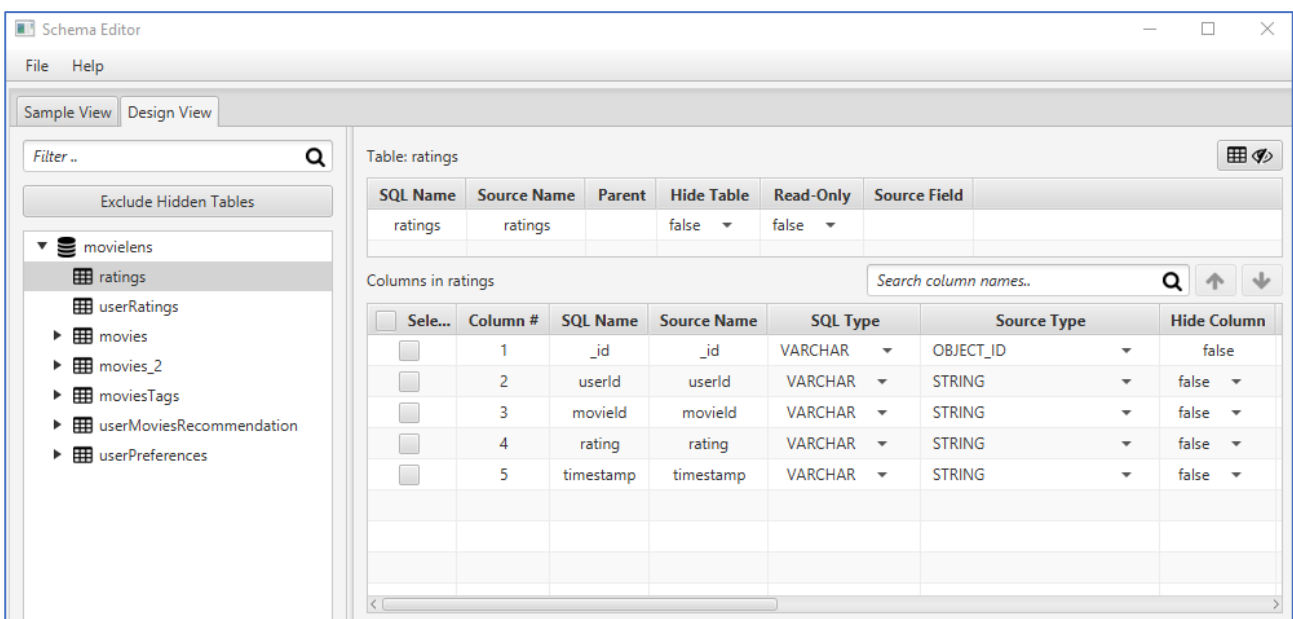 Schema Editor
File Help
Sample View Design View
Filter ..
Exclude Hidden Tables
movielens
ratings
userRatings
movies
movies_2
moviesTags
userMoviesRecommendation
userPreferences
Table: ratings
SQL Name Source Name Parent Hide Table Read-Only Source Field
ratings ratings false false
Columns in ratings Search column names..
Sele... Column # SQL Name Source Name SQL Type Source Type Hide Column
1 _id _id VARCHAR OBJECT_ID false
2 userId userId VARCHAR STRING false
3 movieId movieId VARCHAR STRING false
4 rating rating VARCHAR STRING false
5 timestamp timestamp VARCHAR STRING false